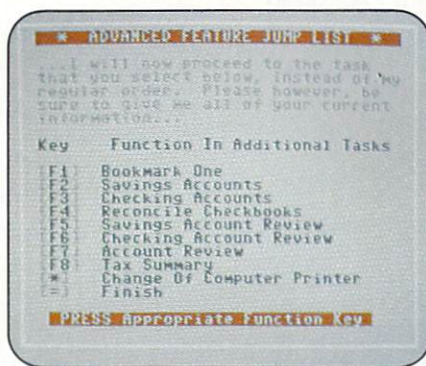 * ADVANCED FEATURE JUMP LIST *
...I will now proceed to the task
that you select below, instead of my
regular order. Please however, be
sure to give me all of your current
information...
Key Function In Additional Tasks
[F1] Bookmark One
[F2] Savings Accounts
[F3] Checking Accounts
[F4] Reconcile Checkbooks
[F5] Savings Account Review
[F6] Checking Account Review
[F7] Account Review
[F8] Tax Summary
[*] Change Of Computer Printer
[=] Finish
PRESS Appropriate Function Key